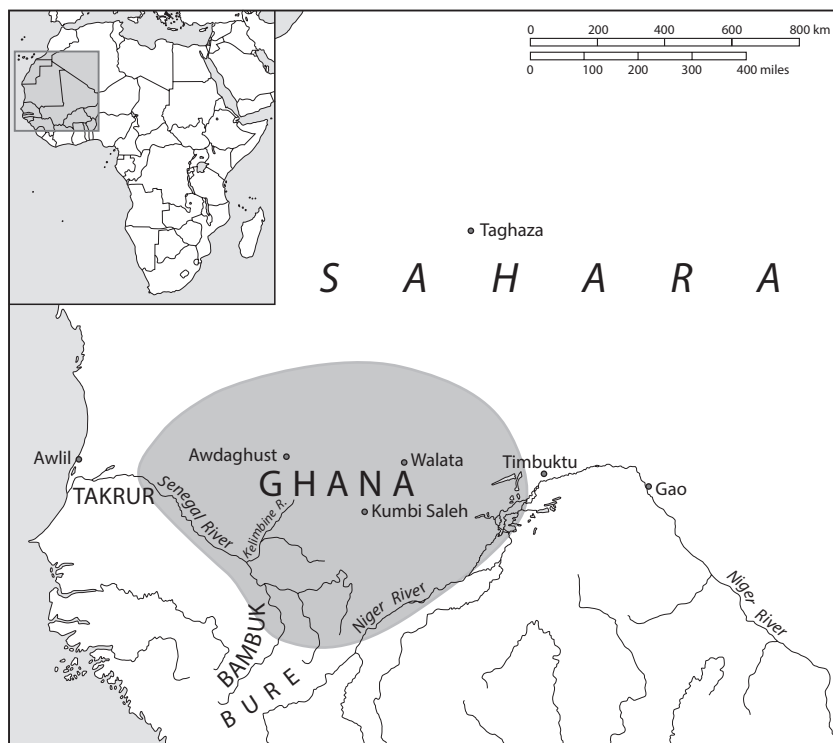 0 200 400 600 800 km
0 100 200 300 400 miles
Taghaza
SAHARA
Awlil
Awdaghust
Walata
Timbuktu
TAKRUR
Senegal River
GHANA
Gao
Kelimbine R.
Kumbi Saleh
Niger River
Niger River
BAMBUK
BURE